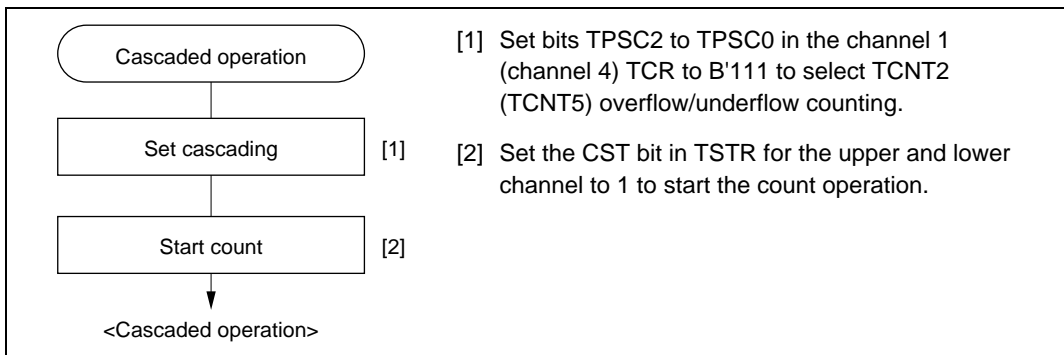 Cascaded operation
Set cascading
[1]
Start count
[2]
<Cascaded operation>
[1] Set bits TPSC2 to TPSC0 in the channel 1
(channel 4) TCR to B'111 to select TCNT2
(TCNT5) overflow/underflow counting.
[2] Set the CST bit in TSTR for the upper and lower
channel to 1 to start the count operation.